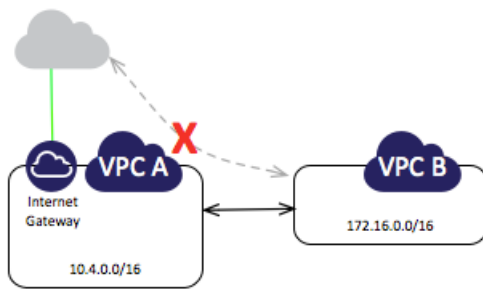 X
VPC A
VPC B
Internet
Gateway
172.16.0.0/16
10.4.0.0/16